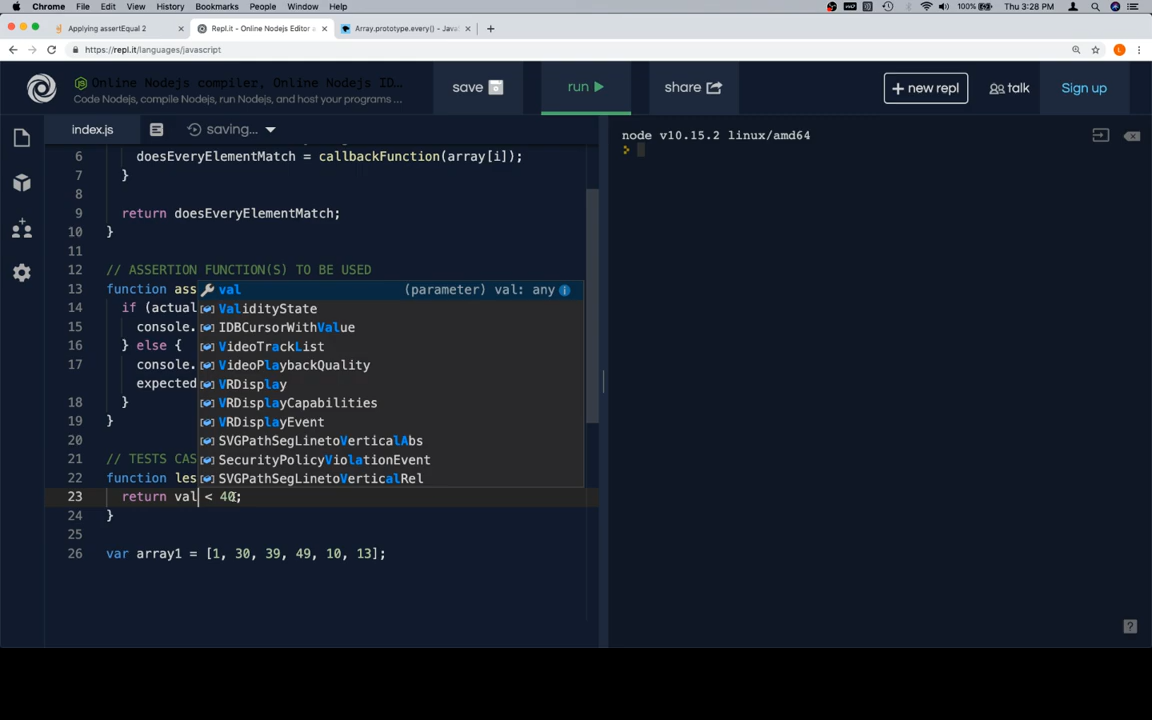 Chrome File Edit View History Bookmarks People Window Help 100% Thu 3:28 PM
Applying assertEqual 2 Repl.it - Online Nodejs Editor a Array.prototype.every() - JavaS
https://repl.it/languages/javascript
Online Nodejs compiler, Online Nodejs ID...
Code Nodejs, compile Nodejs, run Nodejs, and host your programs ...
save run share + new repl talk Sign up
index.js saving...
node v10.15.2 linux/amd64
6 doesEveryElementMatch = callbackFunction(array[i]);
7 }
8
9 return doesEveryElementMatch;
10 }
11
12 // ASSERTION FUNCTION(S) TO BE USED
13 function ass
14 if (actual
15 console.
16 } else {
17 console.
expected
18 }
19 }
20
21 // TESTS CAS
22 function les
23 return val < 40;
24 }
25
26 var array1 = [1, 30, 39, 49, 10, 13];
val (parameter) val: any
ValidityState
IDBCursorWithValue
VideoTrackList
VideoPlaybackQuality
VRDisplay
VRDisplayCapabilities
VRDisplayEvent
SVGPathSegLinetoVerticalAbs
SecurityPolicyViolationEvent
SVGPathSegLinetoVerticalRel